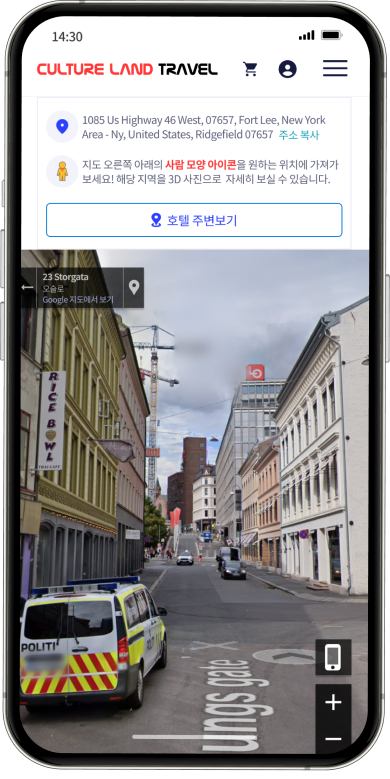 14:30
CULTURE LAND TRAVEL
1085 Us Highway 46 West, 07657, Fort Lee, New York
Area - Ny, United States, Ridgefield 07657 주소 복사
지도 오른쪽 아래의 사람 모양 아이콘을 원하는 위치에 가져가
보세요! 해당 지역을 3D 사진으로 자세히 보실 수 있습니다.
호텔 주변보기
23 Storgata
오슬로
Google 지도에서 보기
LO
RICE BOWL
POLITI
ungs gate